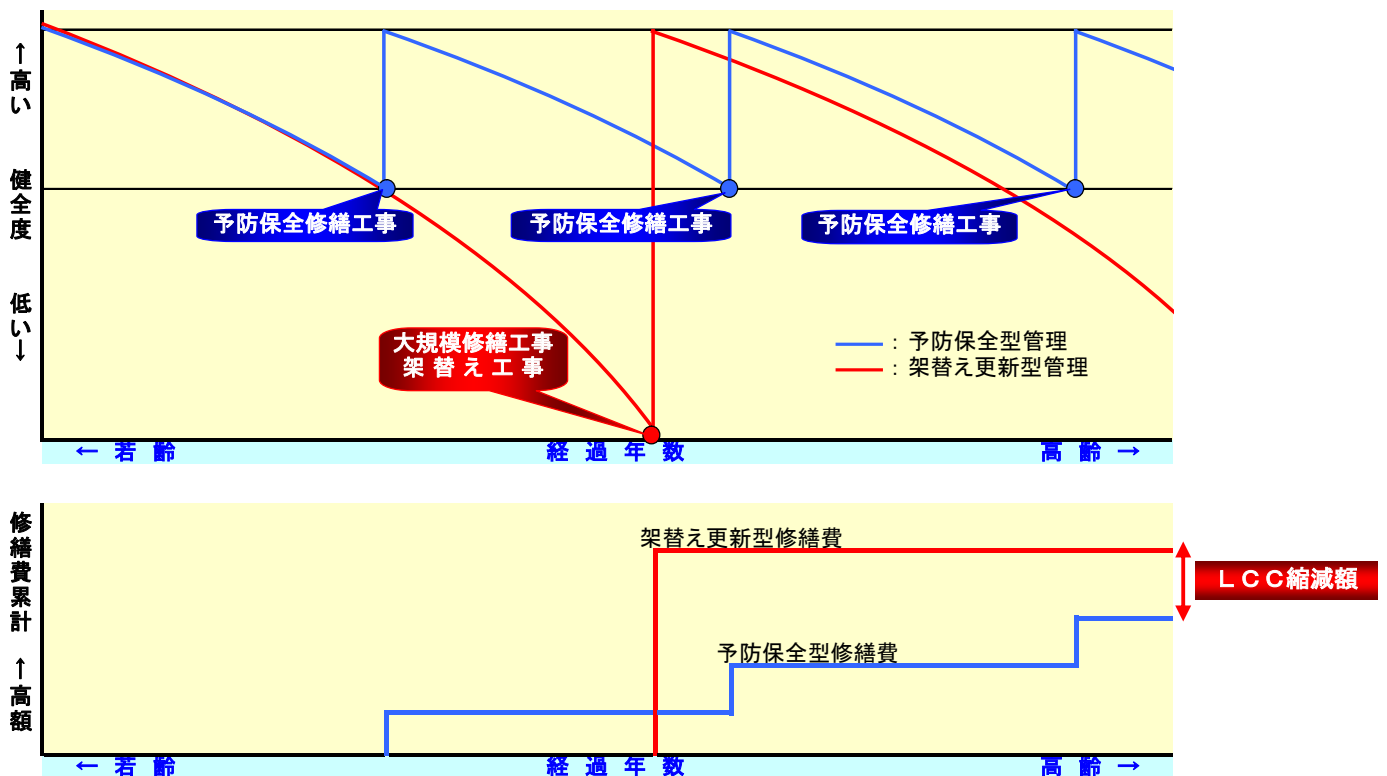 ↑高い 健全度 低い↓
予防保全修繕工事
予防保全修繕工事
予防保全修繕工事
大規模修繕工事
架替え工事
：予防保全型管理
：架替え更新型管理
← 若齢
経過年数
高齢 →
修繕費累計 ↑高額
架替え更新型修繕費
ＬＣＣ縮減額
予防保全型修繕費
← 若齢
経過年数
高齢 →